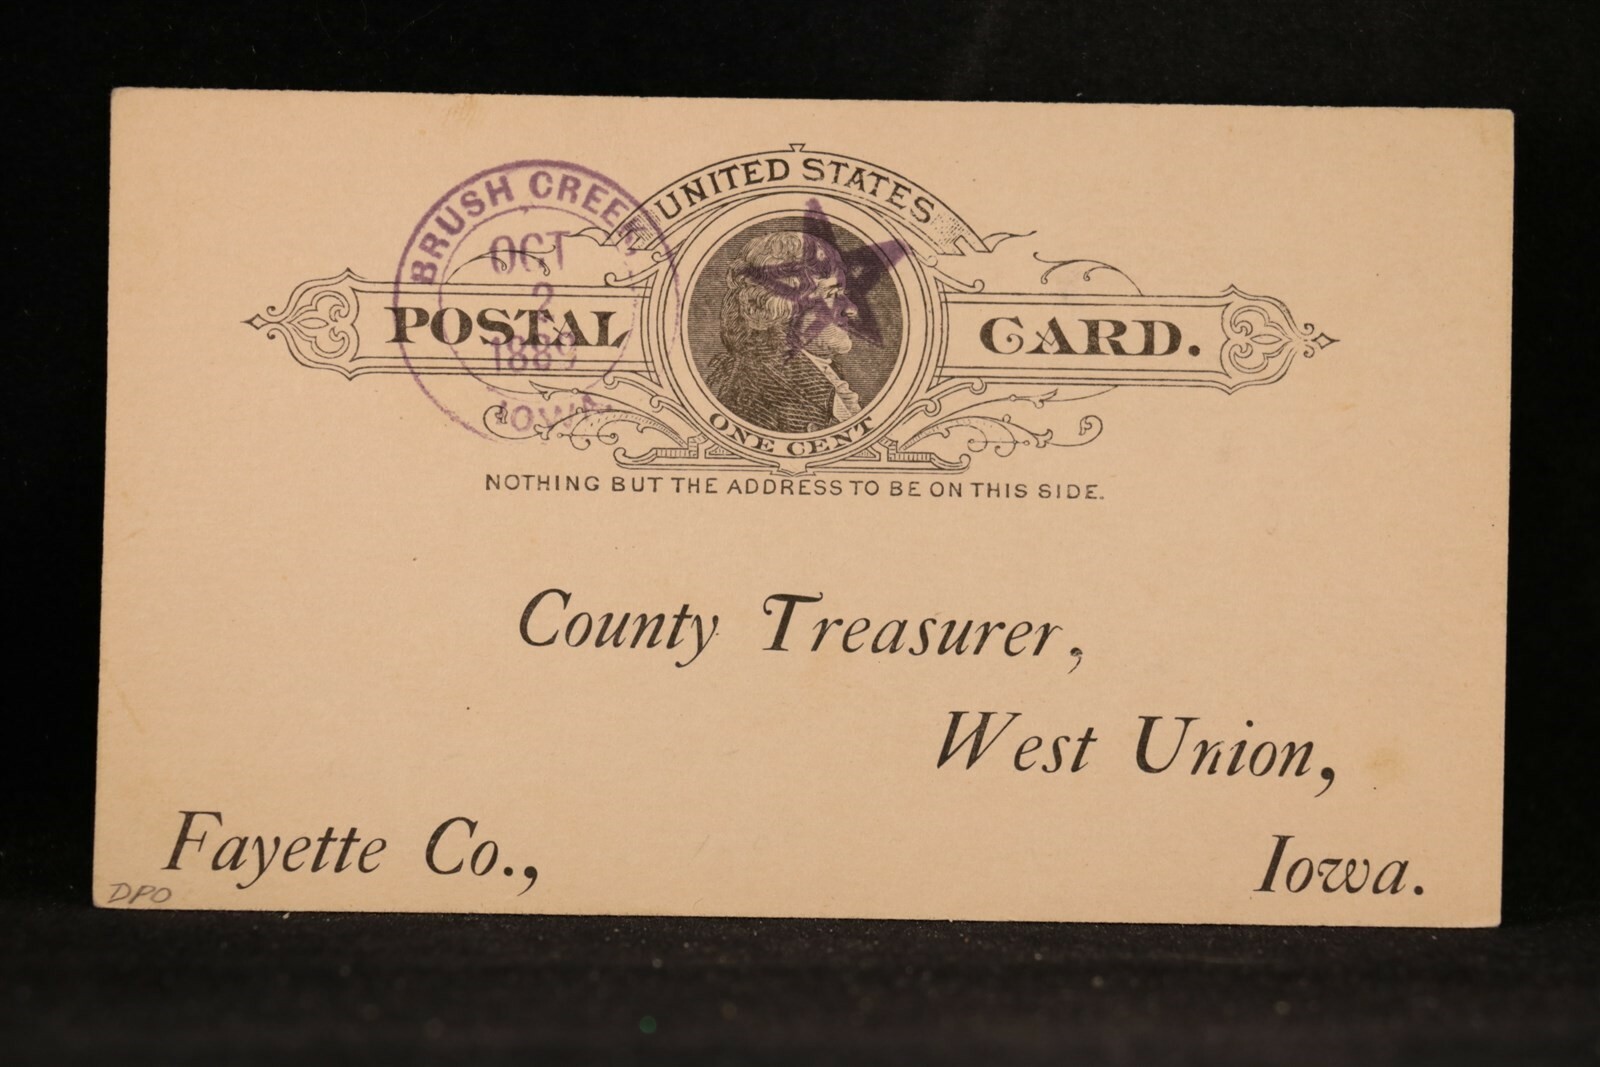 UNITED STATES
BRUSH CREEK
OCT
2
1889
IOWA.
POSTAL CARD.
ONE CENT
NOTHING BUT THE ADDRESS TO BE ON THIS SIDE.
County Treasurer,
West Union,
Fayette Co.,
Iowa.
DPO